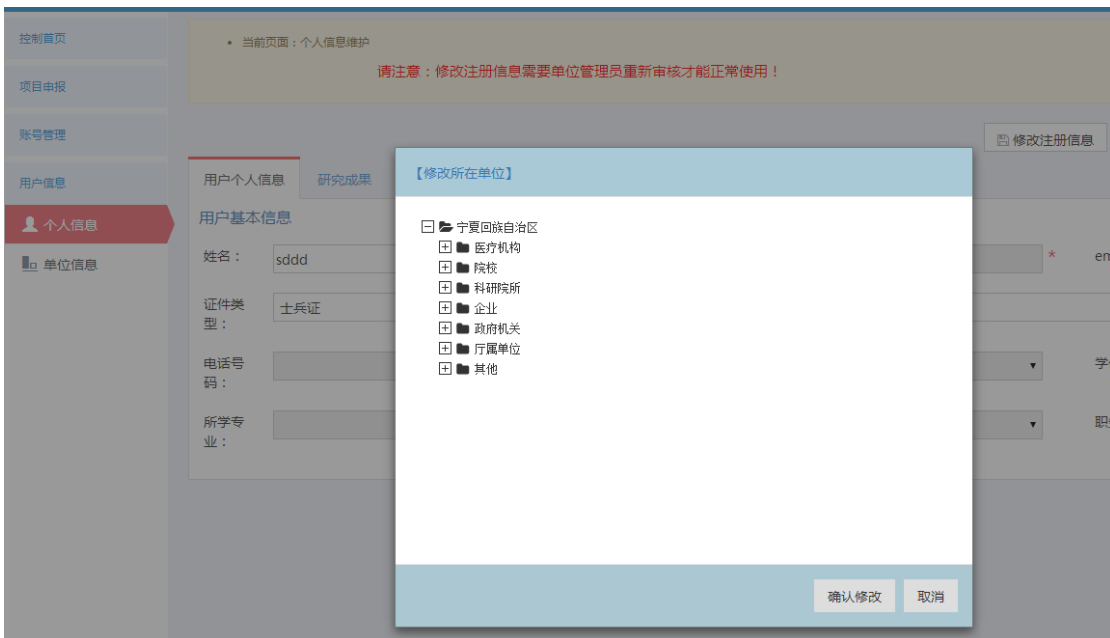 控制首页
项目申报
账号管理
用户信息
个人信息
单位信息
当前页面：个人信息维护
请注意：修改注册信息需要单位管理员重新审核才能正常使用！
修改注册信息
用户个人信息
研究成果
用户基本信息
姓名：
sddd
*
证件类
型：
士兵证
电话号
码：
所学专
业：
【修改所在单位】
宁夏回族自治区
医疗机构
院校
科研院所
企业
政府机关
厅属单位
其他
确认修改
取消